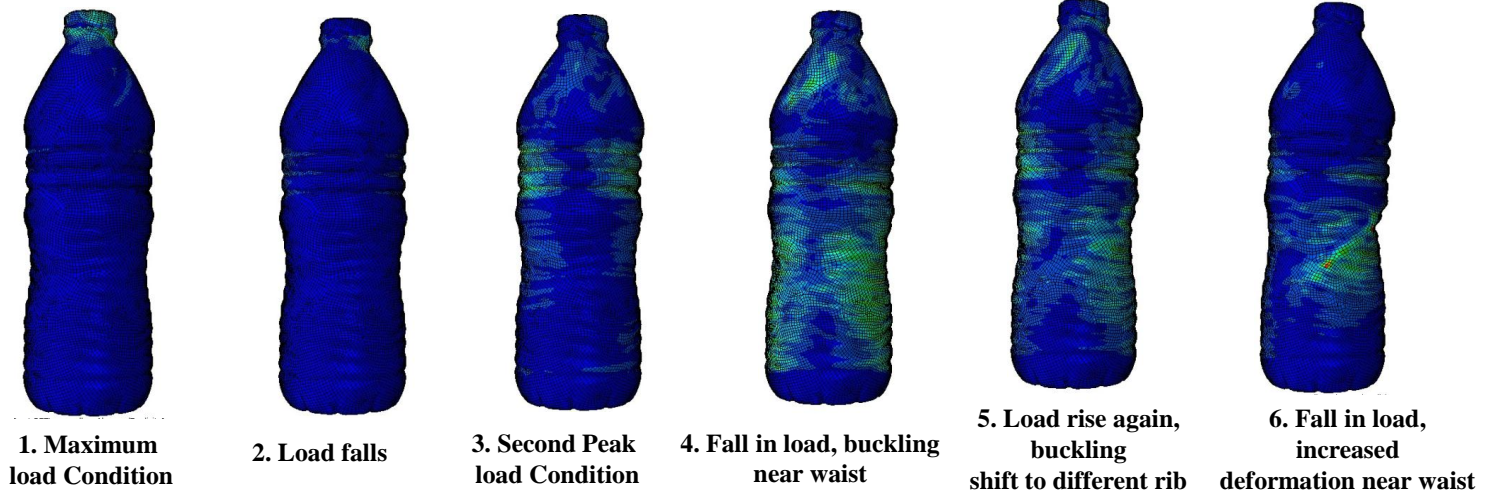 1. Maximum
load Condition
2. Load falls
3. Second Peak
load Condition
4. Fall in load, buckling
near waist
5. Load rise again,
buckling
shift to different rib
6. Fall in load,
increased
deformation near waist